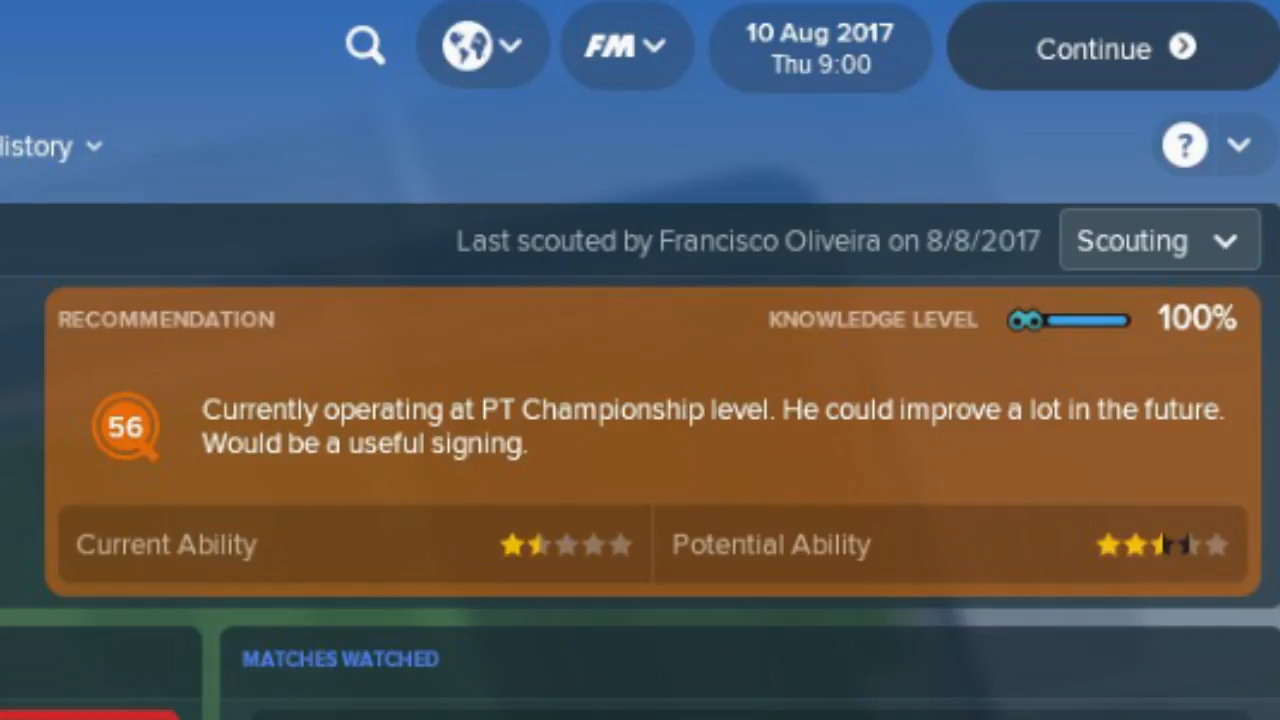 FM
10 Aug 2017
Thu 9:00
Continue
History
?
Last scouted by Francisco Oliveira on 8/8/2017
Scouting
RECOMMENDATION
KNOWLEDGE LEVEL
100%
56
Currently operating at PT Championship level. He could improve a lot in the future.
Would be a useful signing.
Current Ability
Potential Ability
MATCHES WATCHED